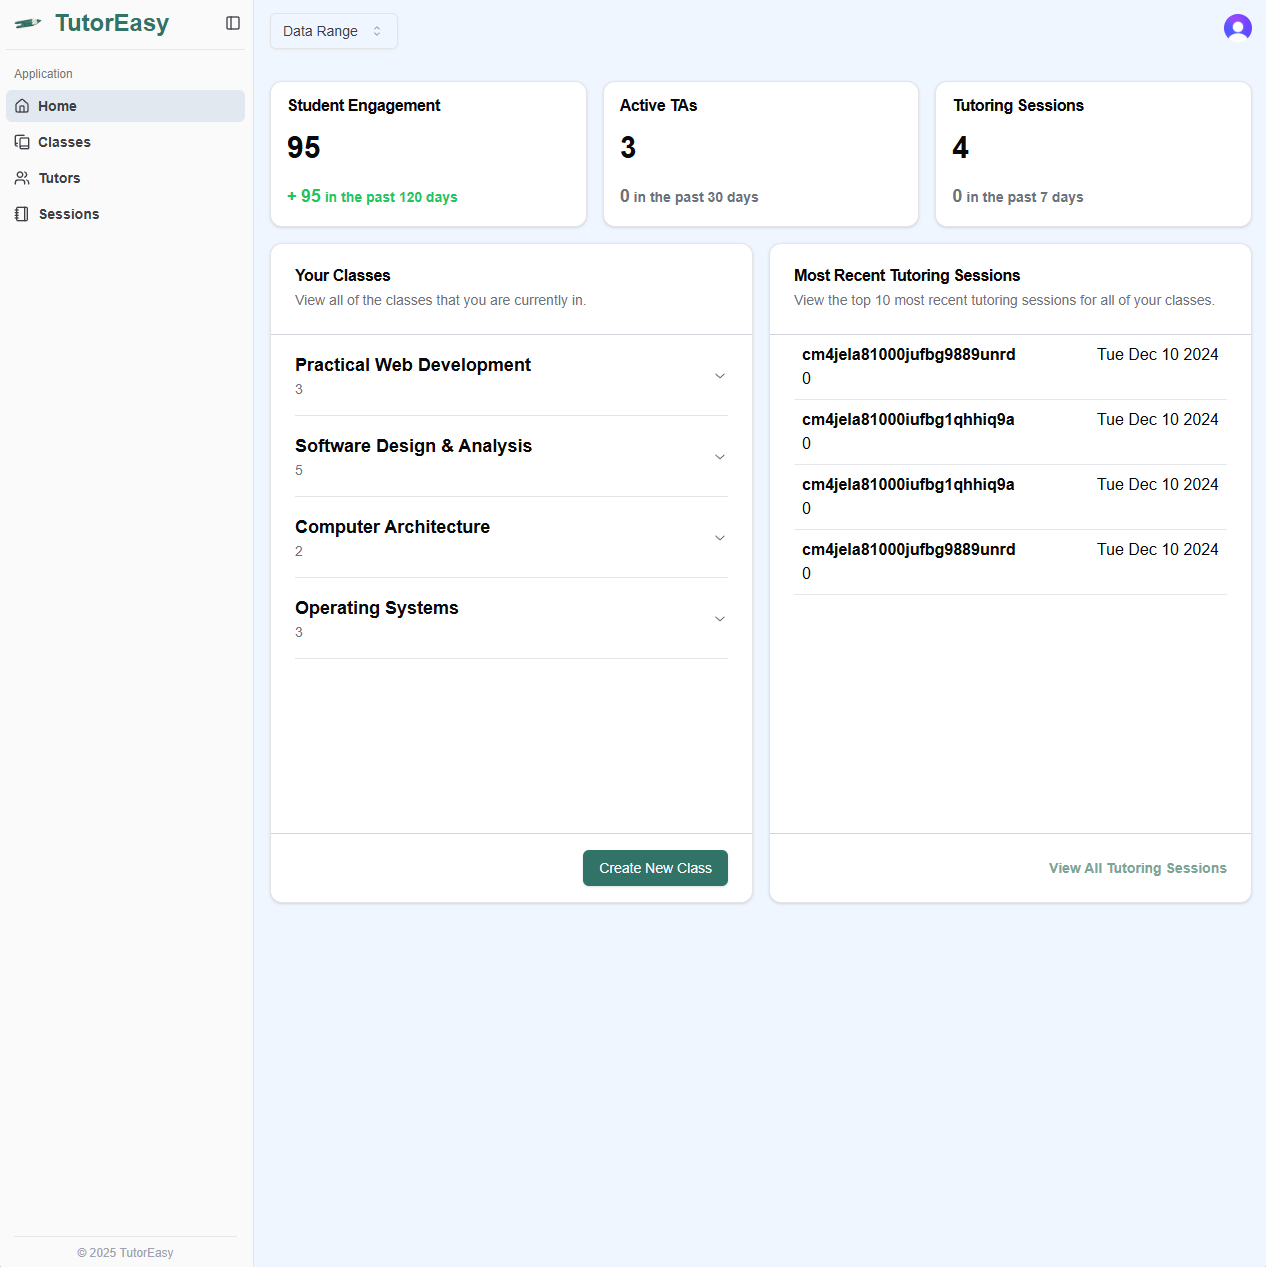 TutorEasy
Application
Home
Classes
Tutors
Sessions
© 2025 TutorEasy
Data Range
Student Engagement
95
+ 95 in the past 120 days
Active TAs
3
0 in the past 30 days
Tutoring Sessions
4
0 in the past 7 days
Your Classes
View all of the classes that you are currently in.
Practical Web Development
3
Software Design & Analysis
5
Computer Architecture
2
Operating Systems
3
Create New Class
Most Recent Tutoring Sessions
View the top 10 most recent tutoring sessions for all of your classes.
cm4jela81000jufbg9889unrd Tue Dec 10 2024
0
cm4jela81000iufbg1qhhiq9a Tue Dec 10 2024
0
cm4jela81000iufbg1qhhiq9a Tue Dec 10 2024
0
cm4jela81000jufbg9889unrd Tue Dec 10 2024
0
View All Tutoring Sessions